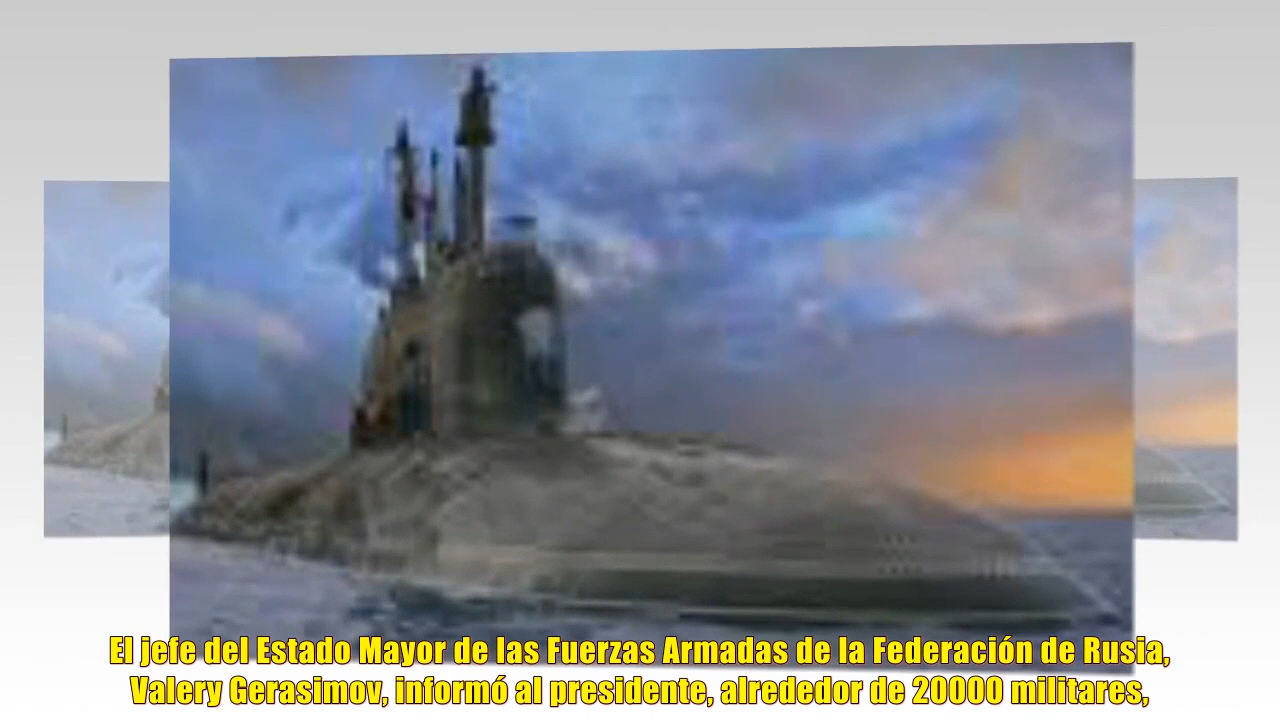 El jefe del Estado Mayor de las Fuerzas Armadas de la Federación de Rusia,
Valery Gerasimov, informó al presidente, alrededor de 20000 militares,